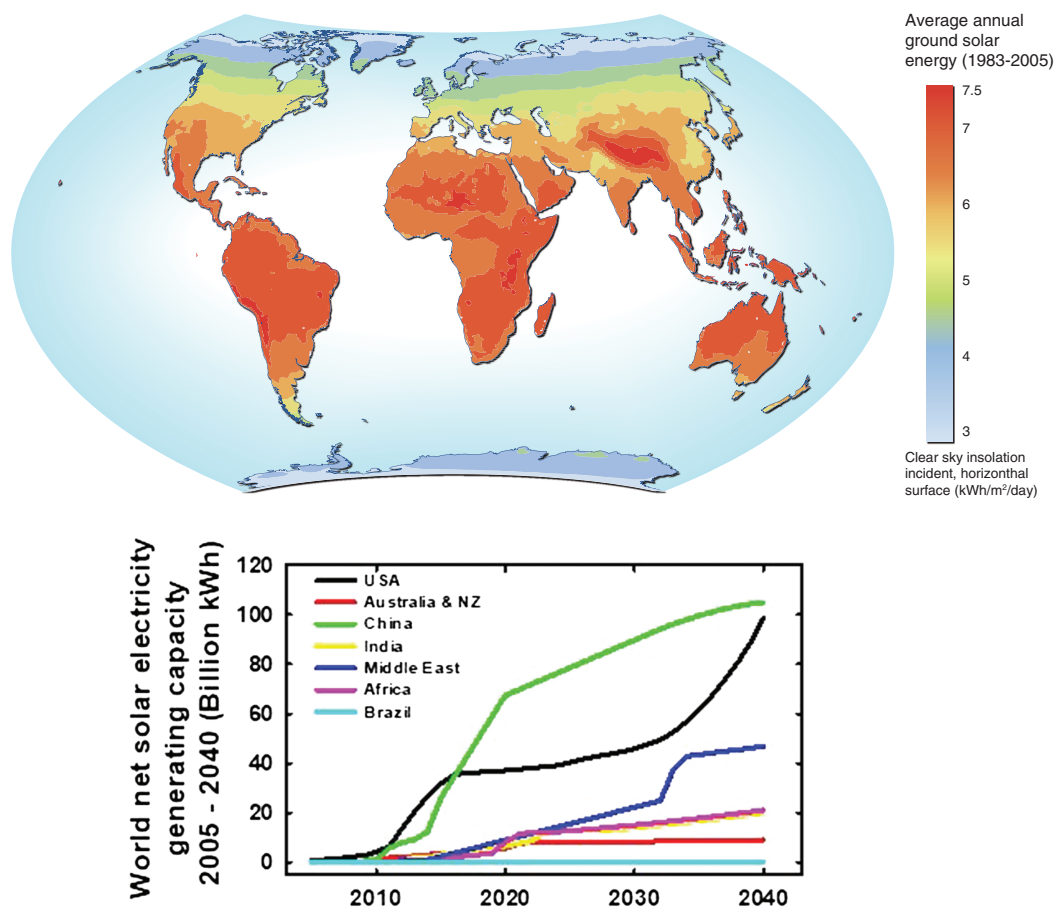 Average annual
ground solar
energy (1983-2005)
7.5
7
6
5
4
3
Clear sky insolation
incident, horizonthal
surface (kWh/m²/day)
World net solar electricity
generating capacity
2005 - 2040 (Billion kWh)
120
100
80
60
40
20
0
USA
Australia & NZ
China
India
Middle East
Africa
Brazil
2010 2020 2030 2040